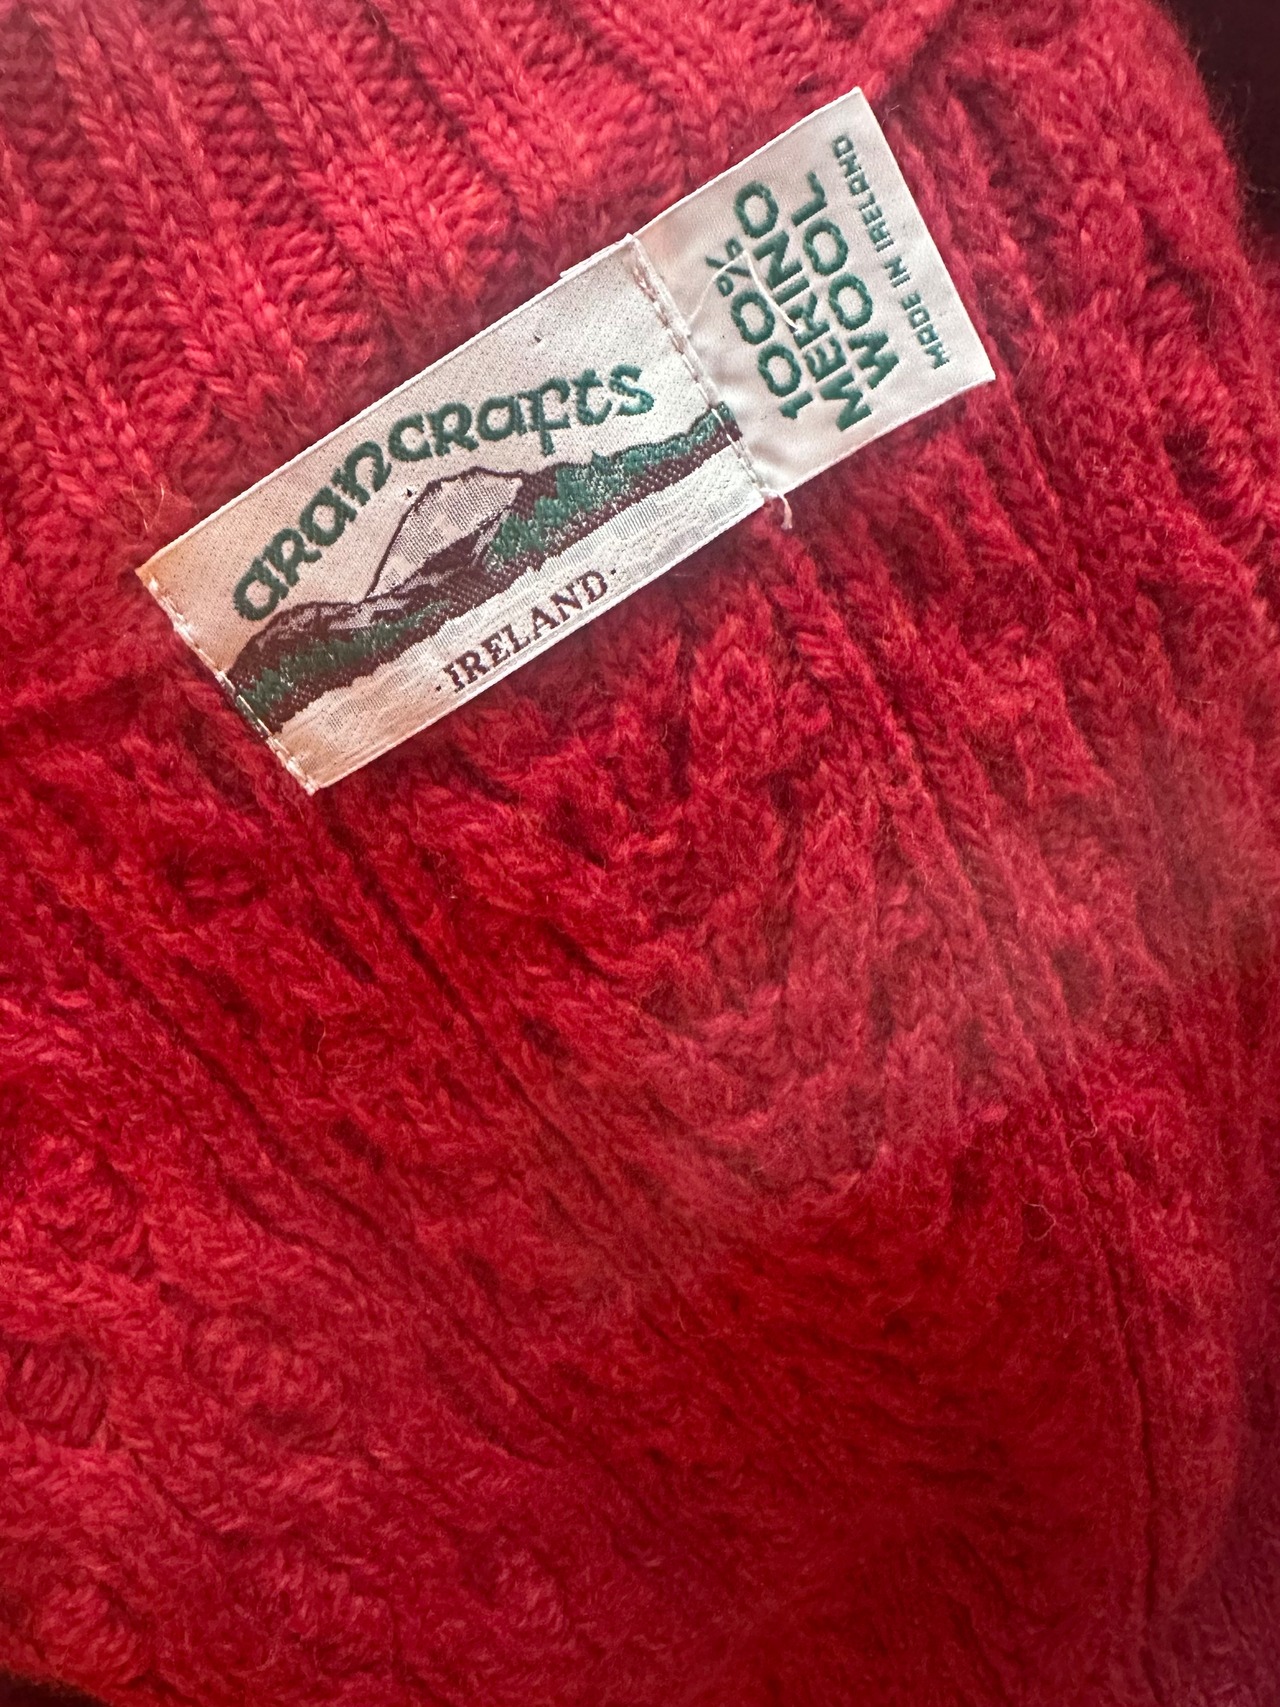 arancrafts
·IRELAND·
100%
MERINO
WOOL
MADE IN IRELAND